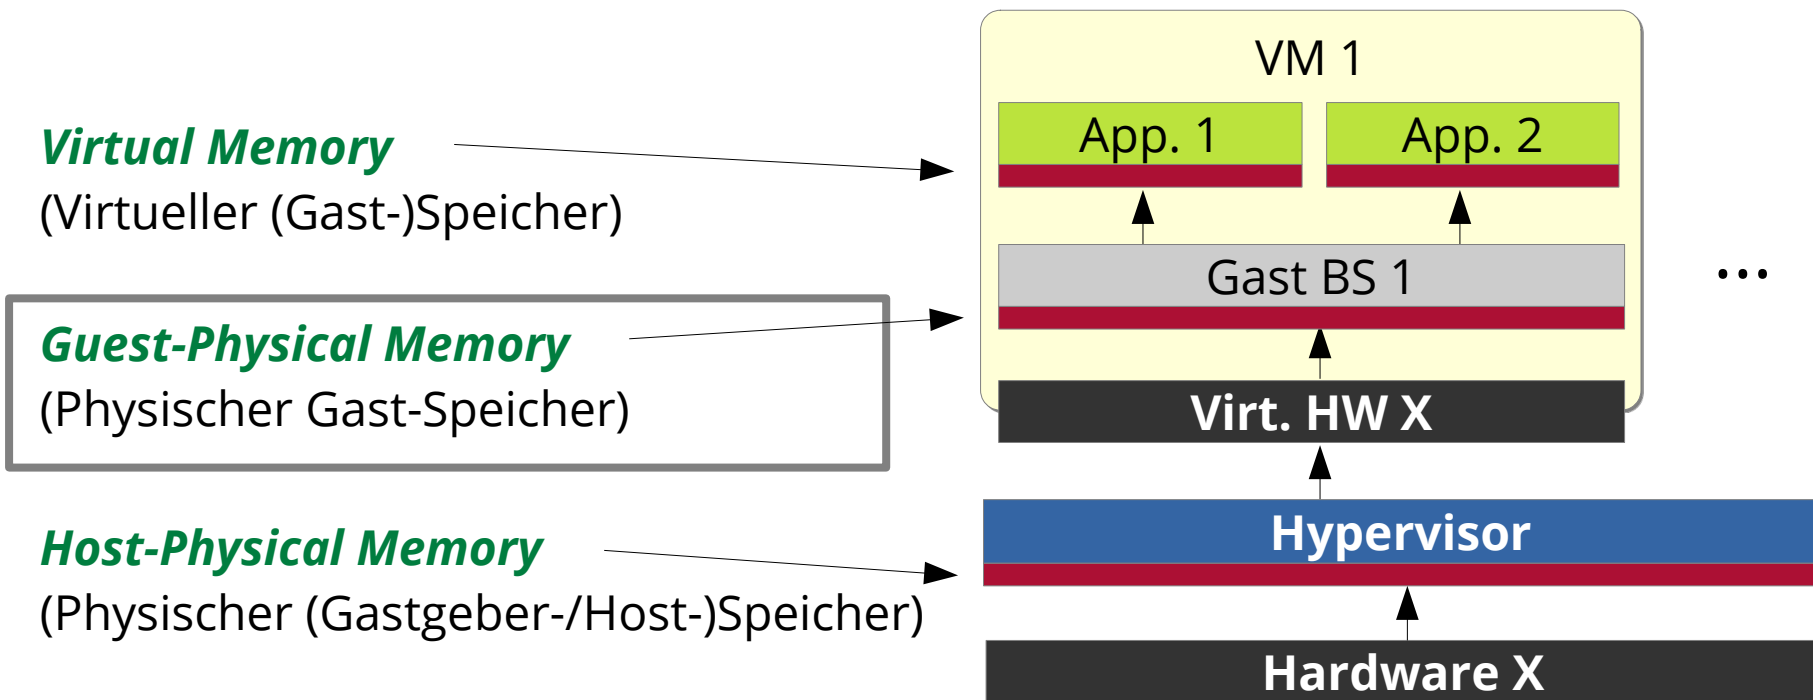 Virtual Memory
(Virtueller (Gast-)Speicher)
Guest-Physical Memory
(Physischer Gast-Speicher)
Host-Physical Memory
(Physischer (Gastgeber-/Host-)Speicher)
VM 1
App. 1
App. 2
Gast BS 1
...
Virt. HW X
Hypervisor
Hardware X